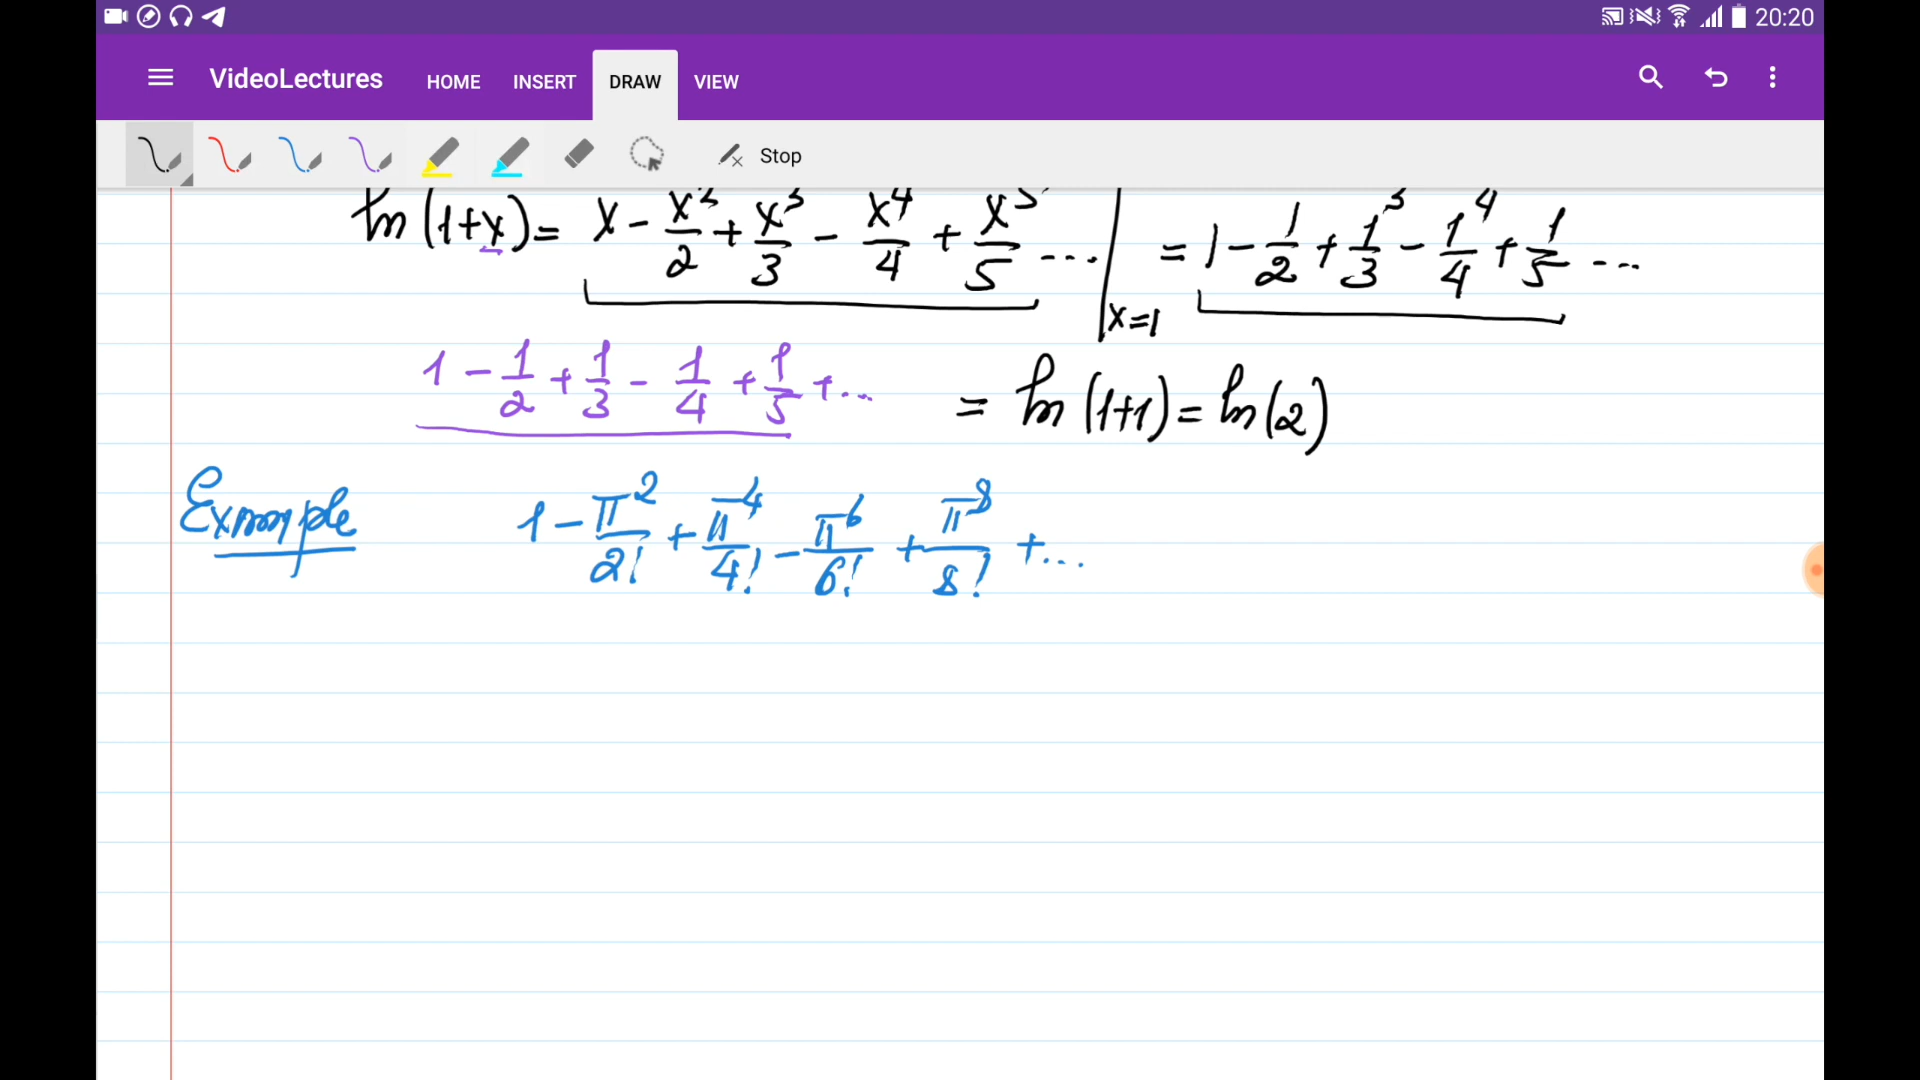 20:20
VideoLectures HOME INSERT DRAW VIEW
Stop
ln(1+x) = x - x²/2 + x³/3 - x⁴/4 + x⁵/5 ... |x=1 = 1 - 1/2 + 1³/3 - 1⁴/4 + 1/5 ...
1 - 1/2 + 1/3 - 1/4 + 1/5 + ... = ln(1+1) = ln(2)
Example 1 - π²/2! + π⁴/4! - π⁶/6! + π⁸/8! + ...